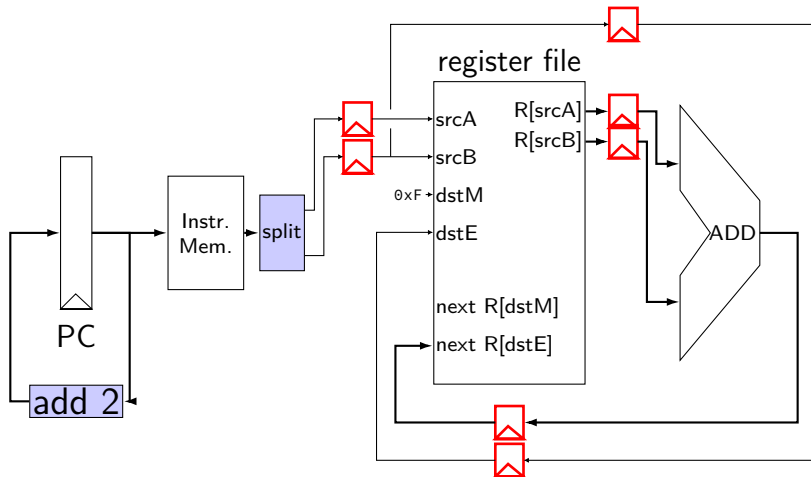 register file
srcA
srcB
0xF
dstM
dstE
next R[dstM]
next R[dstE]
R[srcA]
R[srcB]
Instr.
Mem.
split
PC
add 2
ADD